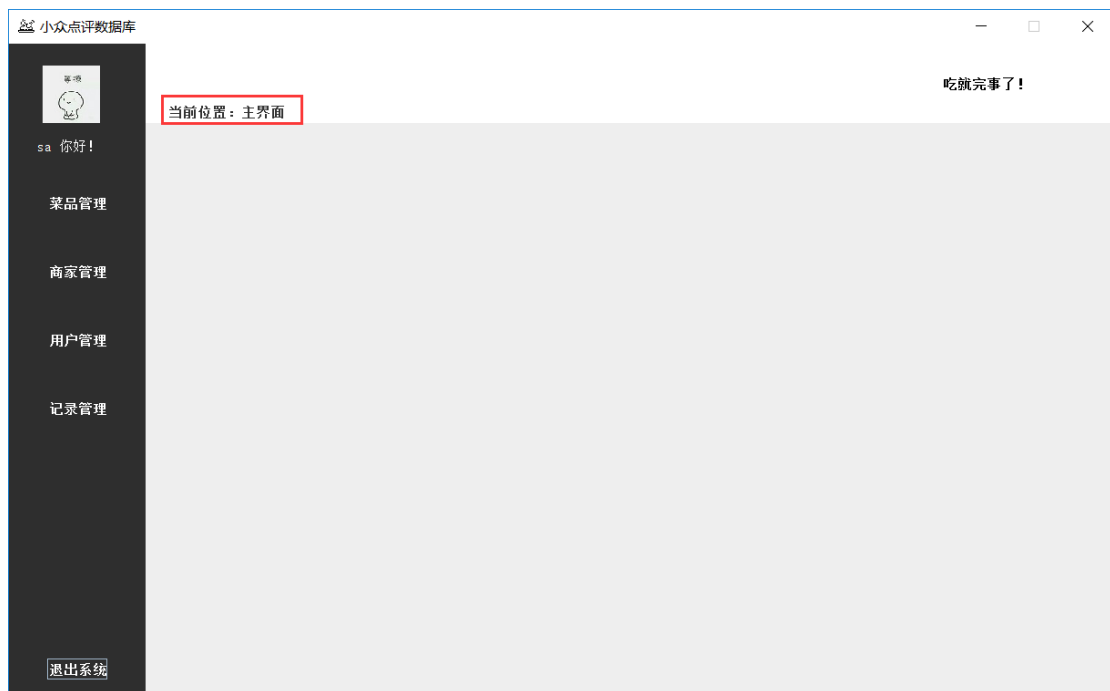 小众点评数据库
吃就完事了!
当前位置：主界面
sa 你好!
菜品管理
商家管理
用户管理
记录管理
退出系统